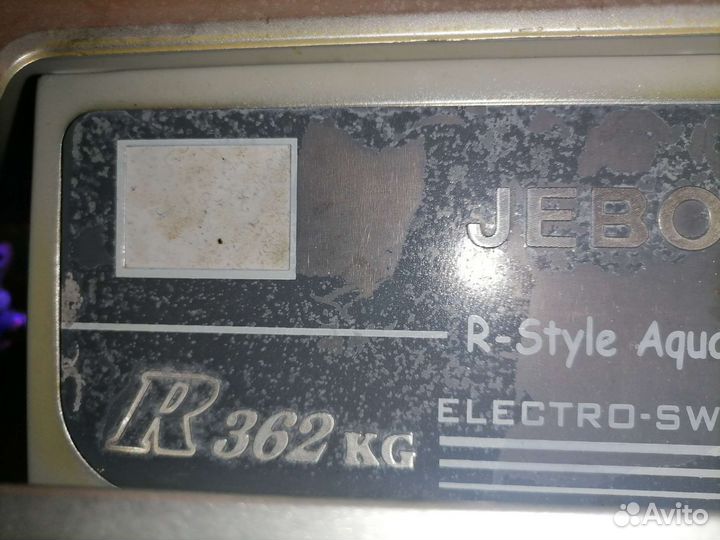 JEBO
R-Style Aqua
ELECTRO-SW
R 362 KG
Avito